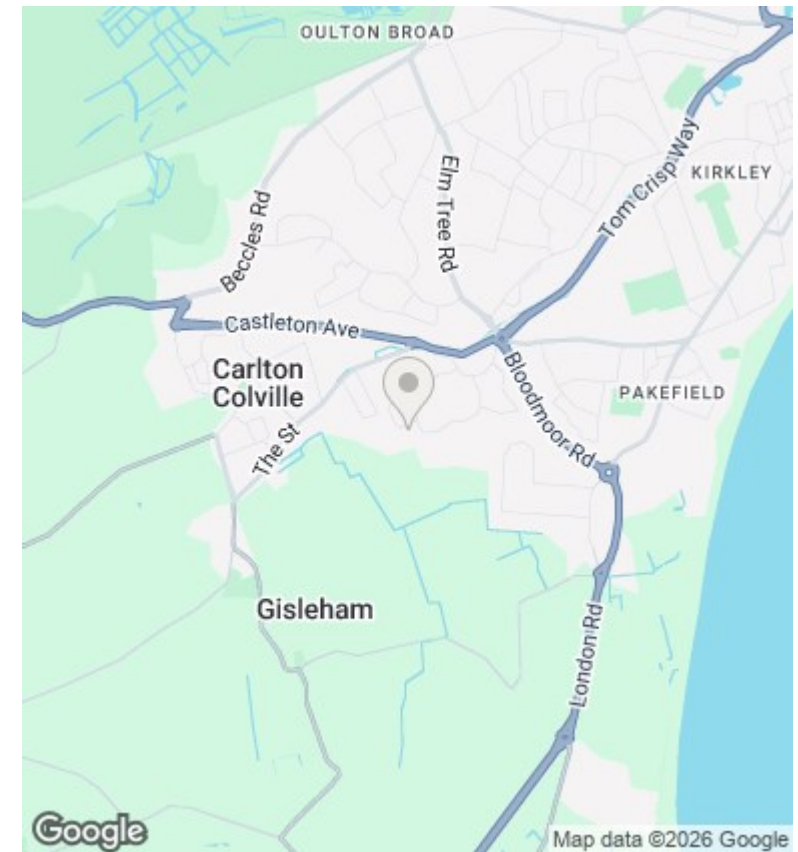 OULTON BROAD
Elm Tree Rd
Tom Crisp Way
KIRKLEY
Beccles Rd
Castleton Ave
Carlton
Colville
Bloodmoor Rd
PAKEFIELD
The St
Gisleham
London Rd
Google
Map data ©2026 Google